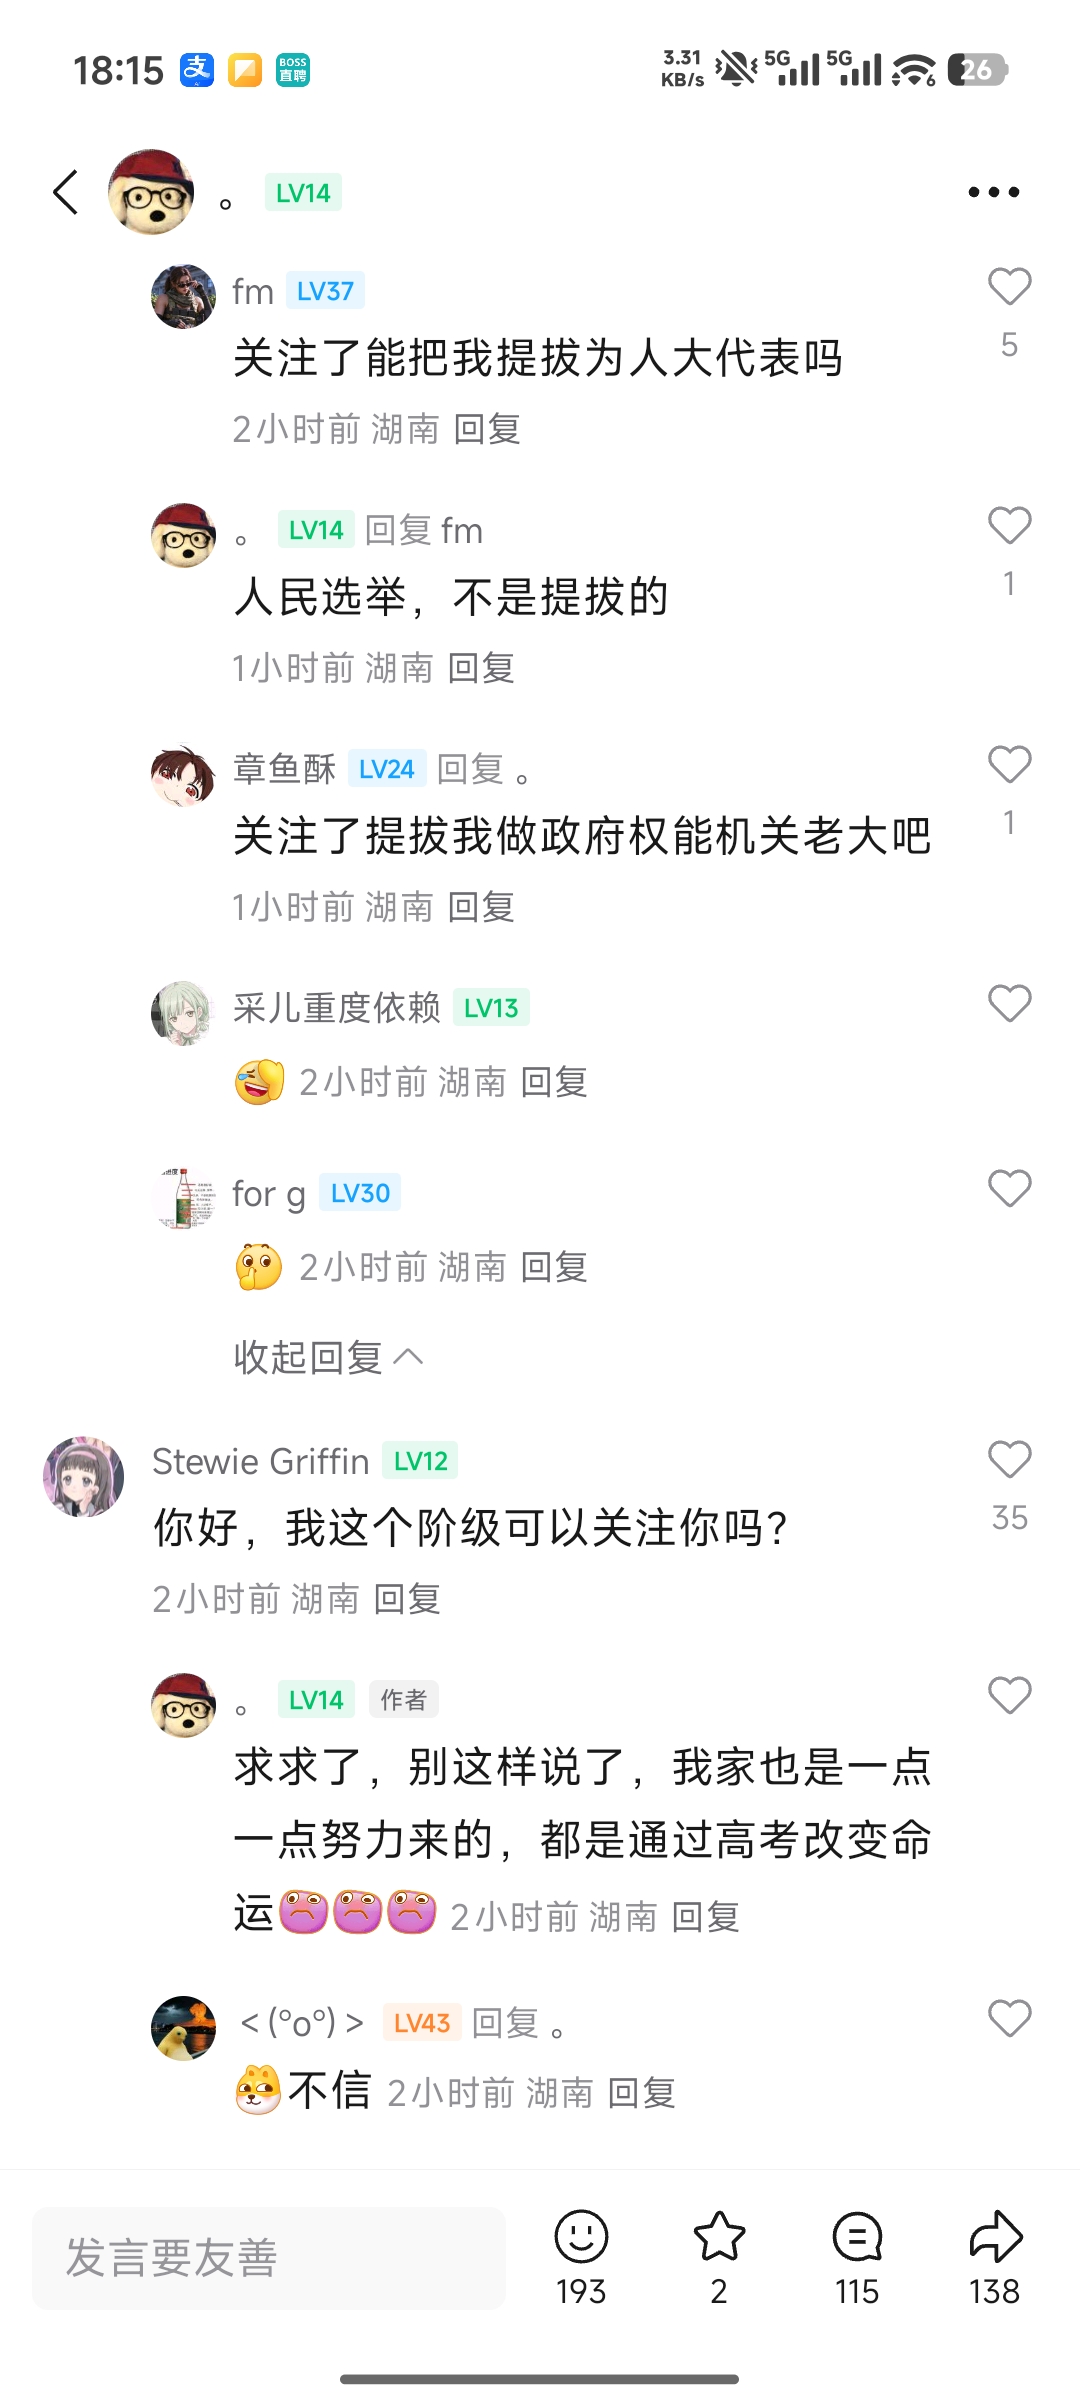 18:15 支 BOSS直聘 3.31 KB/s 5G 5G 6 26
。 LV14
fm LV37
关注了能把我提拔为人大代表吗
5
2小时前 湖南 回复
。 LV14 回复 fm
人民选举，不是提拔的
1
1小时前 湖南 回复
章鱼酥 LV24 回复 。
关注了提拔我做政府权能机关老大吧
1
1小时前 湖南 回复
采儿重度依赖 LV13
2小时前 湖南 回复
for g LV30
2小时前 湖南 回复
收起回复
Stewie Griffin LV12
你好，我这个阶级可以关注你吗？
35
2小时前 湖南 回复
。 LV14 作者
求求了，别这样说了，我家也是一点
一点努力来的，都是通过高考改变命
运 2小时前 湖南 回复
<(°o°)> LV43 回复 。
不信 2小时前 湖南 回复
发言要友善
193 2 115 138